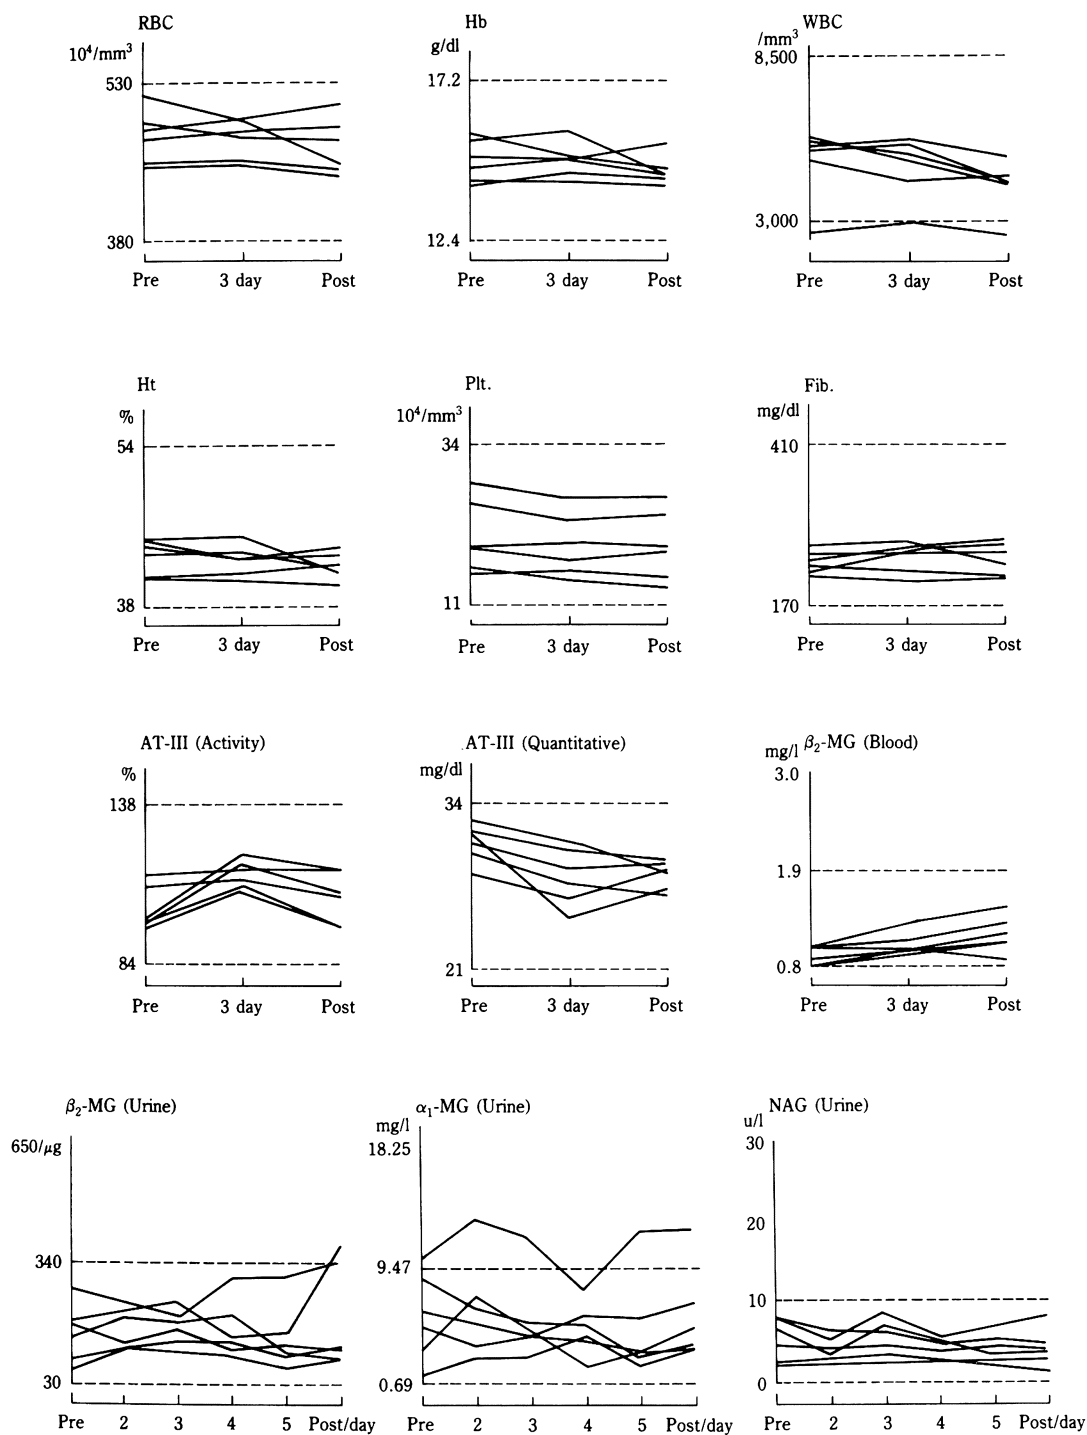 RBC
10⁴/mm³
530
380
Pre 3 day Post
Hb
g/dl
17.2
12.4
Pre 3 day Post
WBC
/mm³
8,500
3,000
Pre 3 day Post
Ht
%
54
38
Pre 3 day Post
Plt.
10⁴/mm³
34
11
Pre 3 day Post
Fib.
mg/dl
410
170
Pre 3 day Post
AT-III (Activity)
%
138
84
Pre 3 day Post
AT-III (Quantitative)
mg/dl
34
21
Pre 3 day Post
β₂-MG (Blood)
mg/l
3.0
1.9
0.8
Pre 3 day Post
β₂-MG (Urine)
650/μg
340
30
Pre 2 3 4 5 Post/day
α₁-MG (Urine)
mg/l
18.25
9.47
0.69
Pre 2 3 4 5 Post/day
NAG (Urine)
u/l
30
20
10
0
Pre 2 3 4 5 Post/day